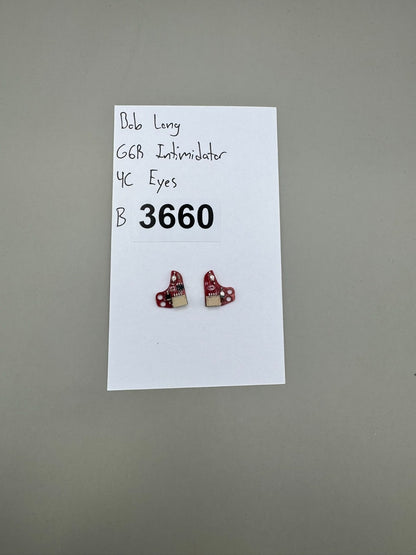 Bob Long
G6R Intimidator
4C Eyes
B 3660